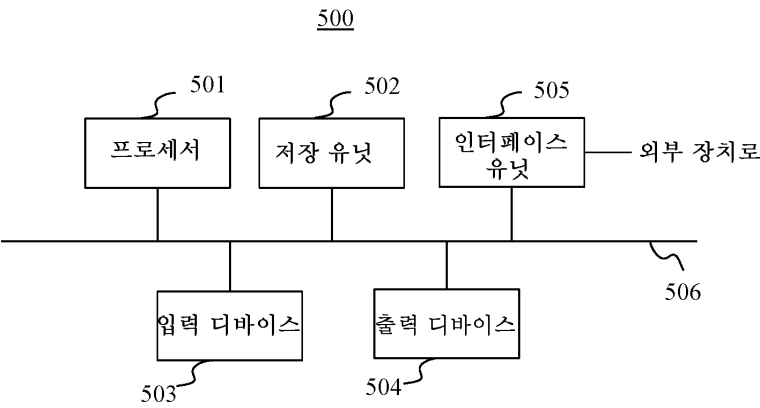 500
501
502
505
프로세서
저장 유닛
인터페이스
유닛
외부 장치로
506
입력 디바이스
출력 디바이스
503
504